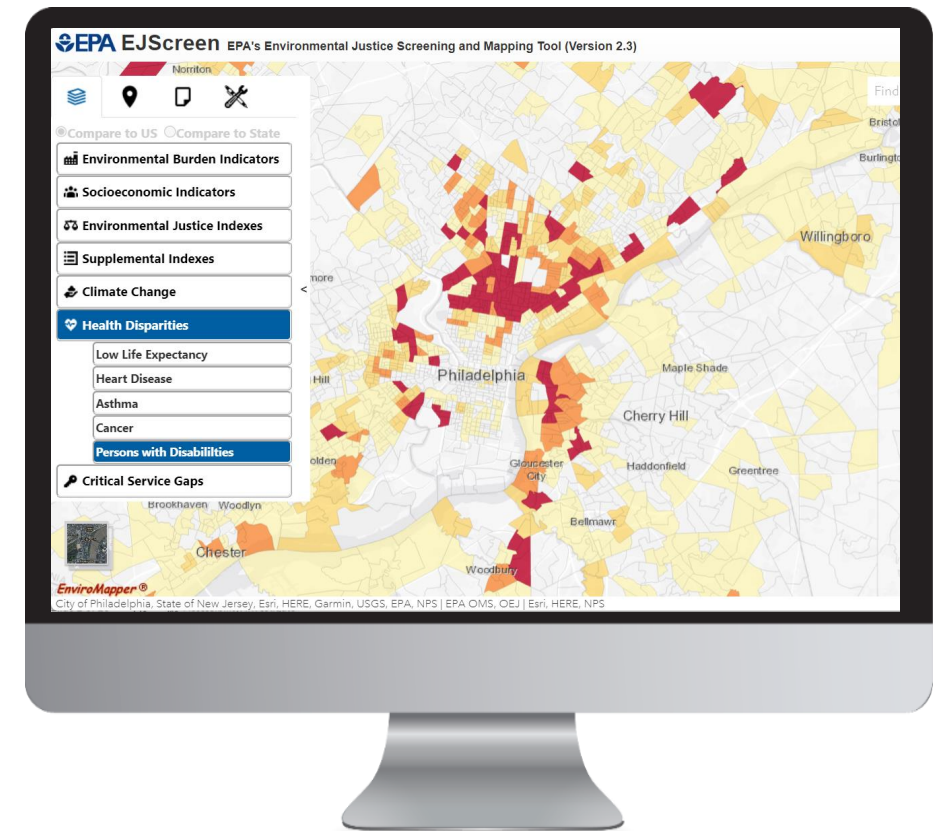 EPA EJScreen EPA's Environmental Justice Screening and Mapping Tool (Version 2.3)
Norriton
Find
Compare to US Compare to State
Bristol
Environmental Burden Indicators
Burlingt
Socioeconomic Indicators
Environmental Justice Indexes
Willingboro
Supplemental Indexes
more
Climate Change
<
Health Disparities
Low Life Expectancy
Maple Shade
Heart Disease
Hill
Philadelphia
Asthma
Cherry Hill
Cancer
Persons with Disabililties
olden
Gloucester
City
Haddonfield
Greentree
Critical Service Gaps
Brookhaven Woodlyn
Bellmawr
Chester
Woodbury
EnviroMapper ®
City of Philadelphia, State of New Jersey, Esri, HERE, Garmin, USGS, EPA, NPS | EPA OMS, OEJ | Esri, HERE, NPS